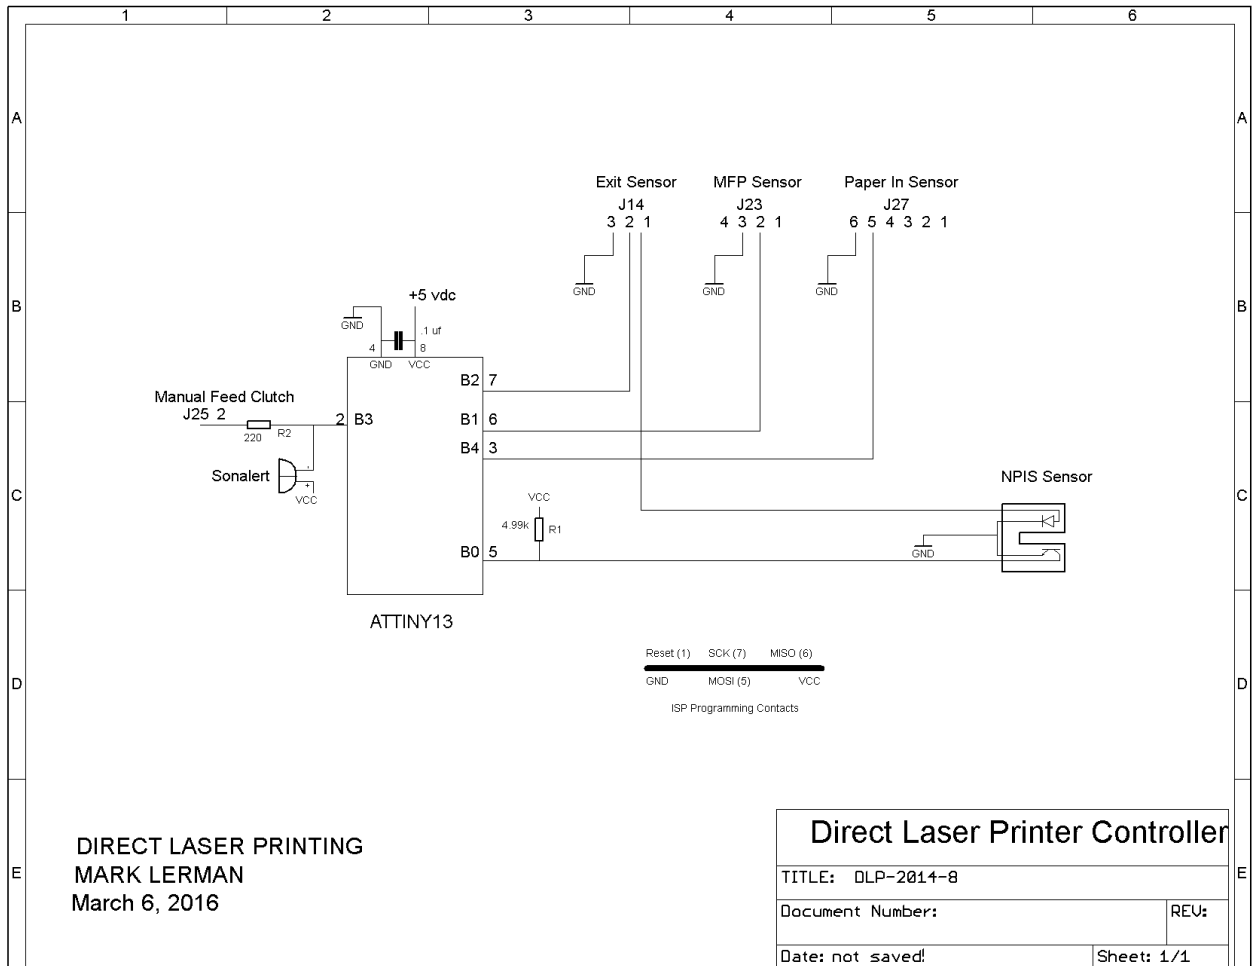 1 2 3 4 5 6
A A
Exit Sensor MFP Sensor Paper In Sensor
J14 J23 J27
3 2 1 4 3 2 1 6 5 4 3 2 1
GND GND GND
B B
+5 vdc
GND
.1 uf
4 8
GND VCC
B2 7
Manual Feed Clutch
J25 2
220 R2
2 B3
B1 6
B4 3
Sonalert
-
+
VCC
NPIS Sensor
C C
VCC
4.99k R1
GND
B0 5
ATTINY13
Reset (1) SCK (7) MISO (6)
GND MOSI (5) VCC
ISP Programming Contacts
D D
DIRECT LASER PRINTING
MARK LERMAN
March 6, 2016
Direct Laser Printer Controller
E E
TITLE: DLP-2014-8
Document Number: REV:
Date: not saved! Sheet: 1/1